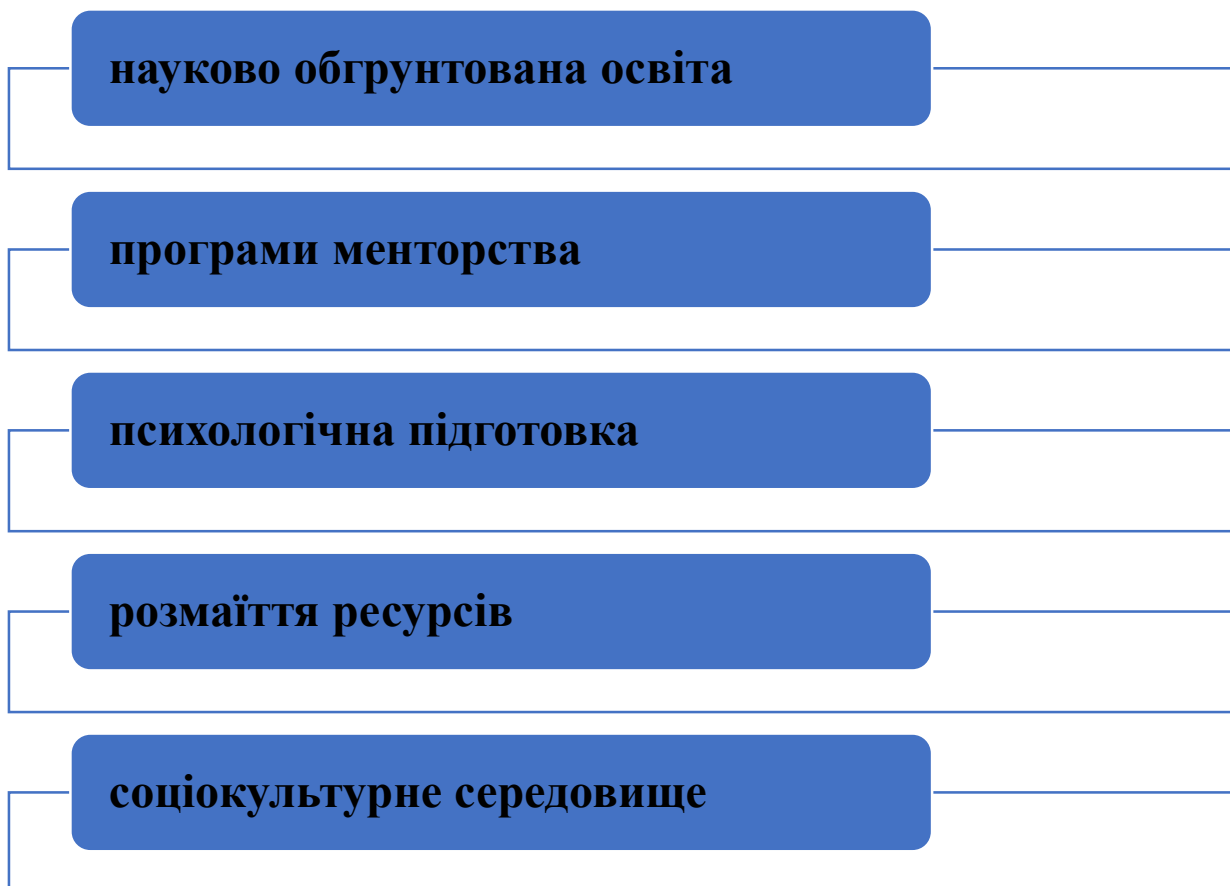 науково обгрунтована освіта
програми менторства
психологічна підготовка
розмаїття ресурсів
соціокультурне середовище